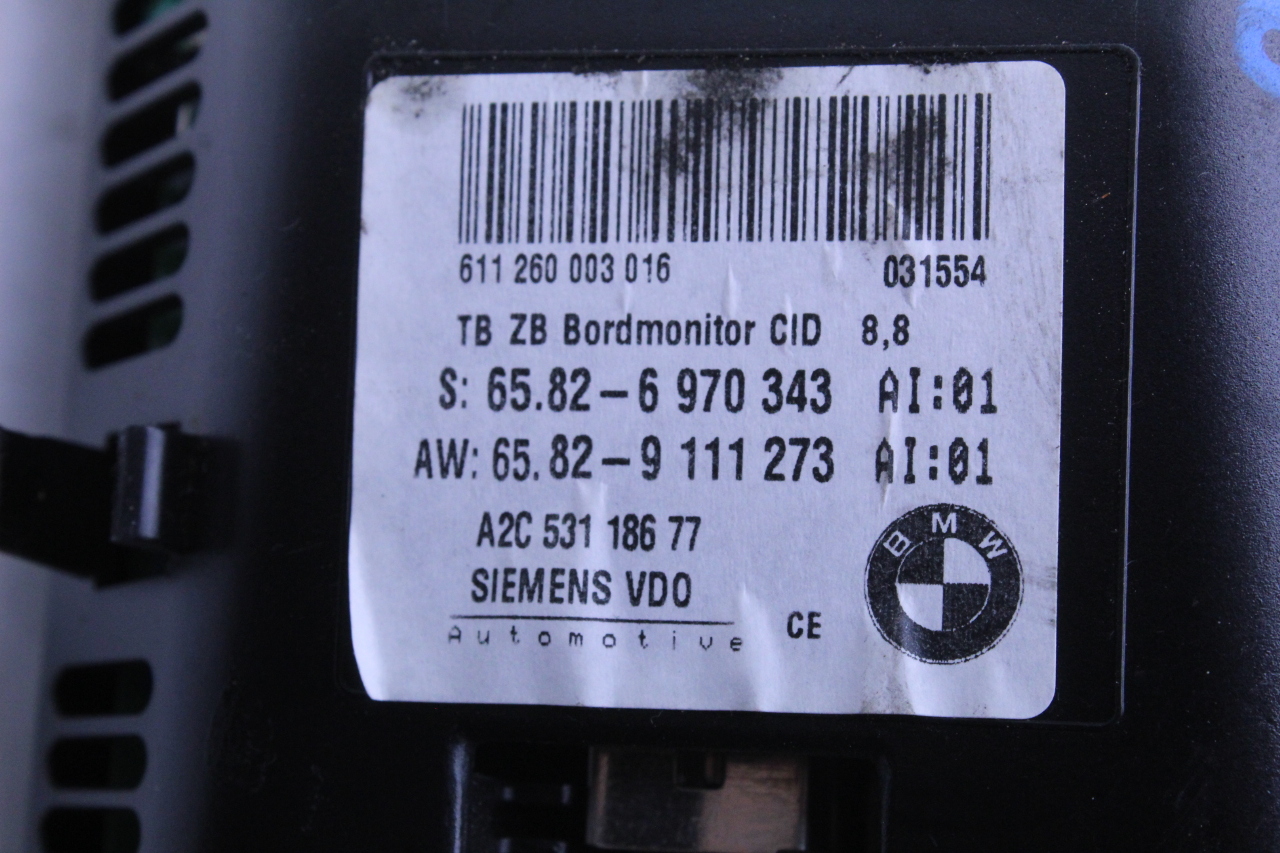 611 260 003 016 031554
TB ZB Bordmonitor CID 8,8
S: 65.82-6 970 343 AI:01
AW: 65.82-9 111 273 AI:01
A2C 531 186 77
SIEMENS VDO
Automotive
CE
BMW